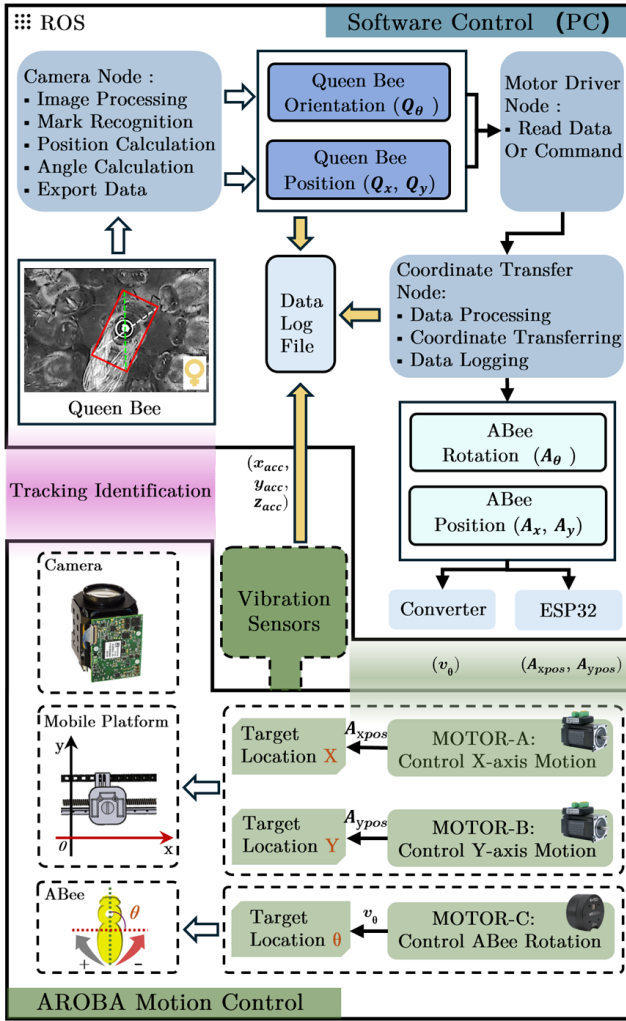 ROS
Software Control (PC)
Camera Node :
▪ Image Processing
▪ Mark Recognition
▪ Position Calculation
▪ Angle Calculation
▪ Export Data
Queen Bee
Orientation (Qθ )
Queen Bee
Position (Qx, Qy)
Motor Driver
Node :
▪ Read Data
Or Command
Queen Bee
Data
Log
File
Coordinate Transfer
Node:
▪ Data Processing
▪ Coordinate Transferring
▪ Data Logging
ABee
Rotation (Aθ )
ABee
Position (Ax, Ay)
(xacc,
yacc,
zacc)
Tracking Identification
Converter
ESP32
(vθ)
(Axpos, Aypos)
Camera
Vibration
Sensors
Mobile Platform
y
0
x
Target
Location X
Axpos
MOTOR-A:
Control X-axis Motion
Target
Location Y
Aypos
MOTOR-B:
Control Y-axis Motion
ABee
θ
+
-
Target
Location θ
vθ
MOTOR-C:
Control ABee Rotation
AROBA Motion Control